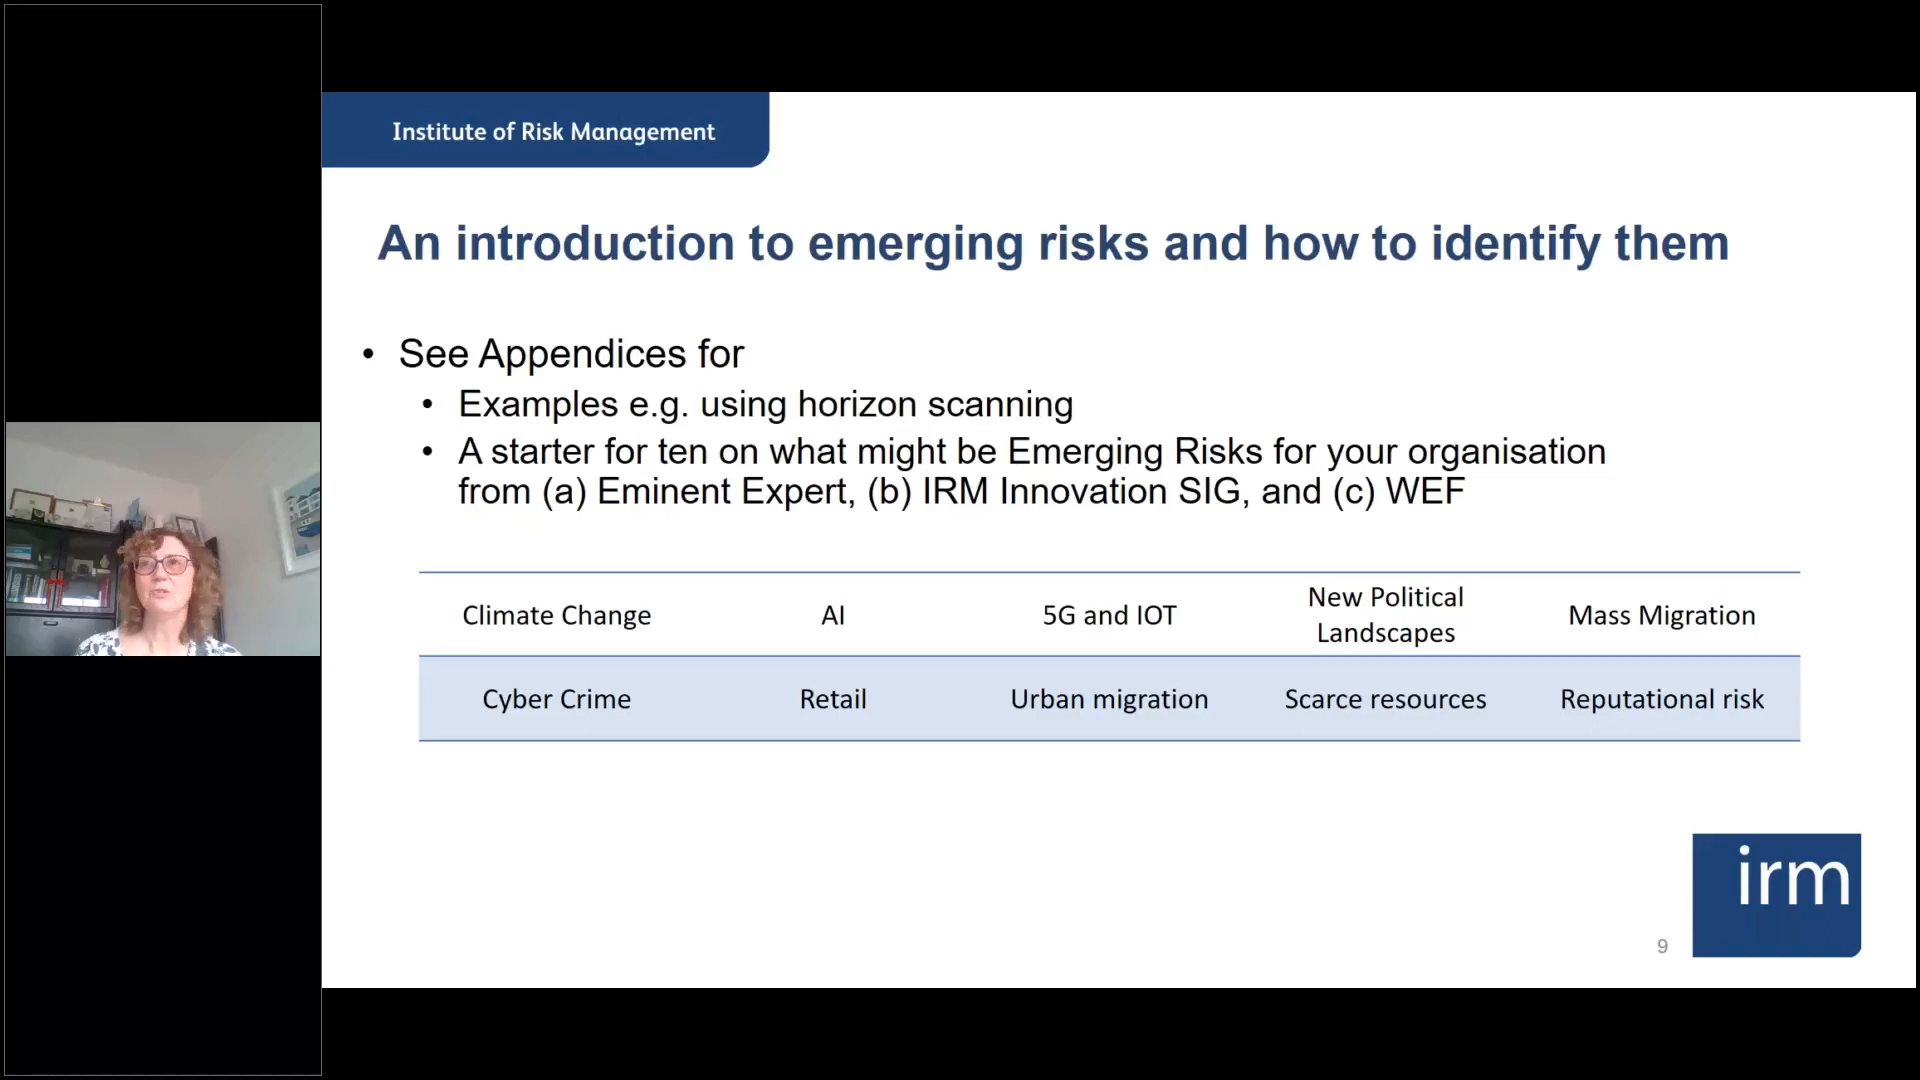 Institute of Risk Management
An introduction to emerging risks and how to identify them
• See Appendices for
• Examples e.g. using horizon scanning
• A starter for ten on what might be Emerging Risks for your organisation
from (a) Eminent Expert, (b) IRM Innovation SIG, and (c) WEF
Climate Change AI 5G and IOT New Political Landscapes Mass Migration
Cyber Crime Retail Urban migration Scarce resources Reputational risk
irm
9